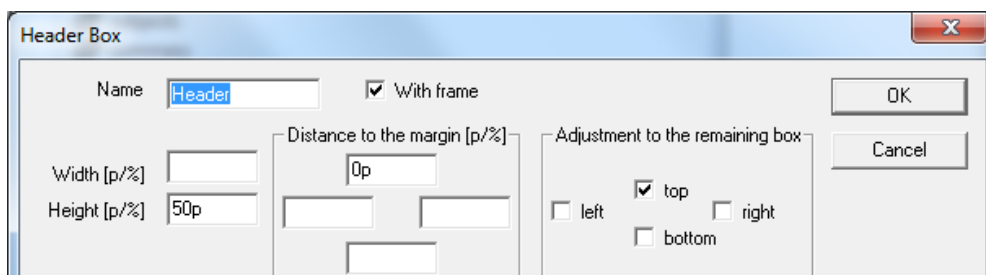 Header Box
X
Name Header With frame OK
Distance to the margin [p/%] Adjustment to the remaining box Cancel
Width [p/%] 0p
top
Height [p/%] 50p left right
bottom